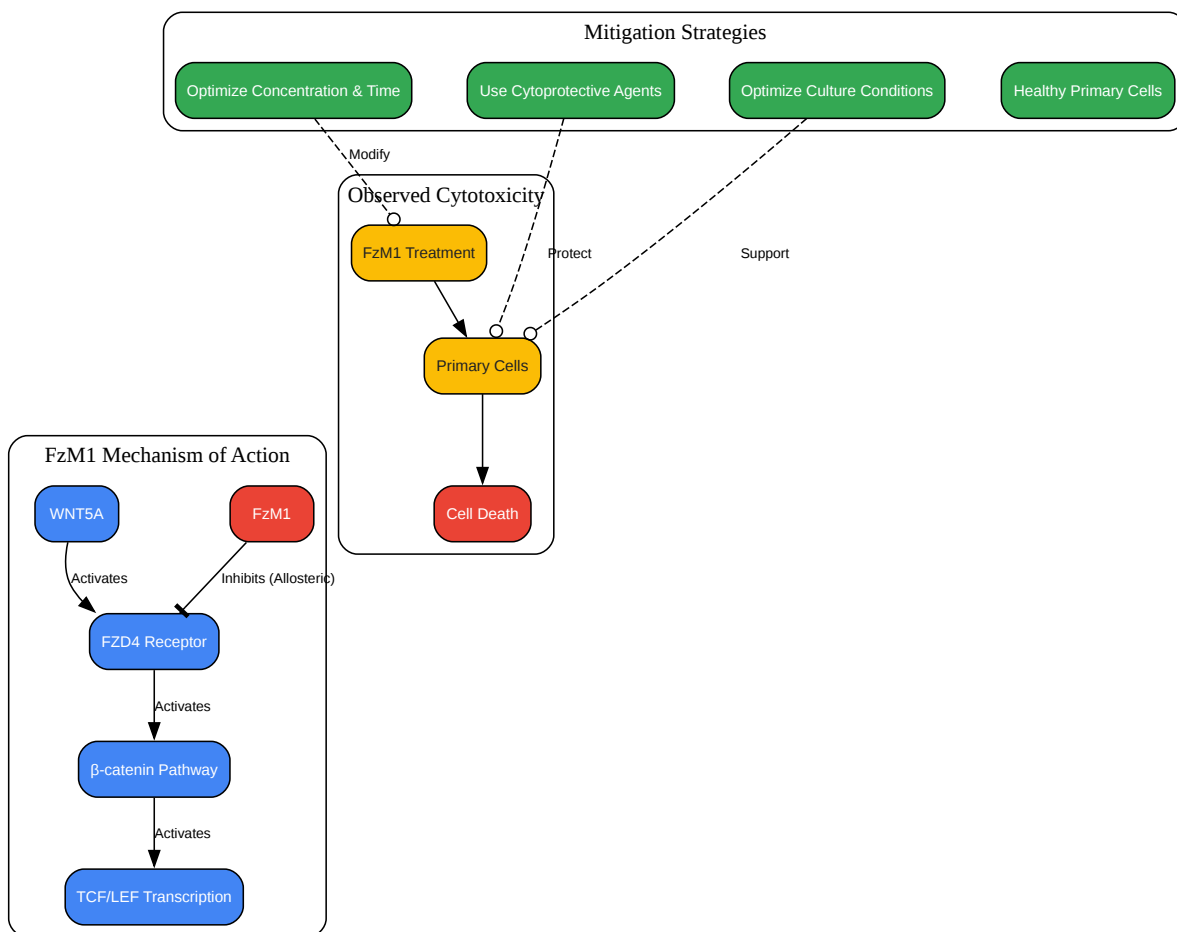 Mitigation Strategies
Optimize Concentration & Time
Use Cytoprotective Agents
Optimize Culture Conditions
Healthy Primary Cells
Modify
Observed Cytotoxicity
FzM1 Treatment
Protect
Support
Primary Cells
Cell Death
FzM1 Mechanism of Action
WNT5A
FzM1
Activates
Inhibits (Allosteric)
FZD4 Receptor
Activates
β-catenin Pathway
Activates
TCF/LEF Transcription